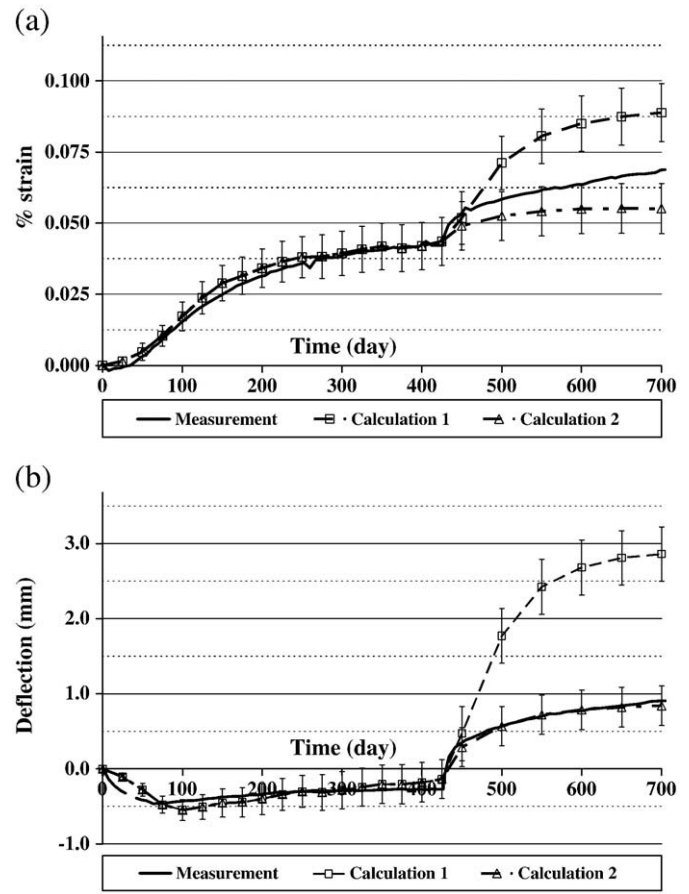 (a)
% strain
0.100
0.075
0.050
0.025
0.000
Time (day)
0 100 200 300 400 500 600 700
Measurement Calculation 1 Calculation 2
(b)
Deflection (mm)
3.0
2.0
1.0
0.0
-1.0
Time (day)
0 100 200 300 400 500 600 700
Measurement Calculation 1 Calculation 2